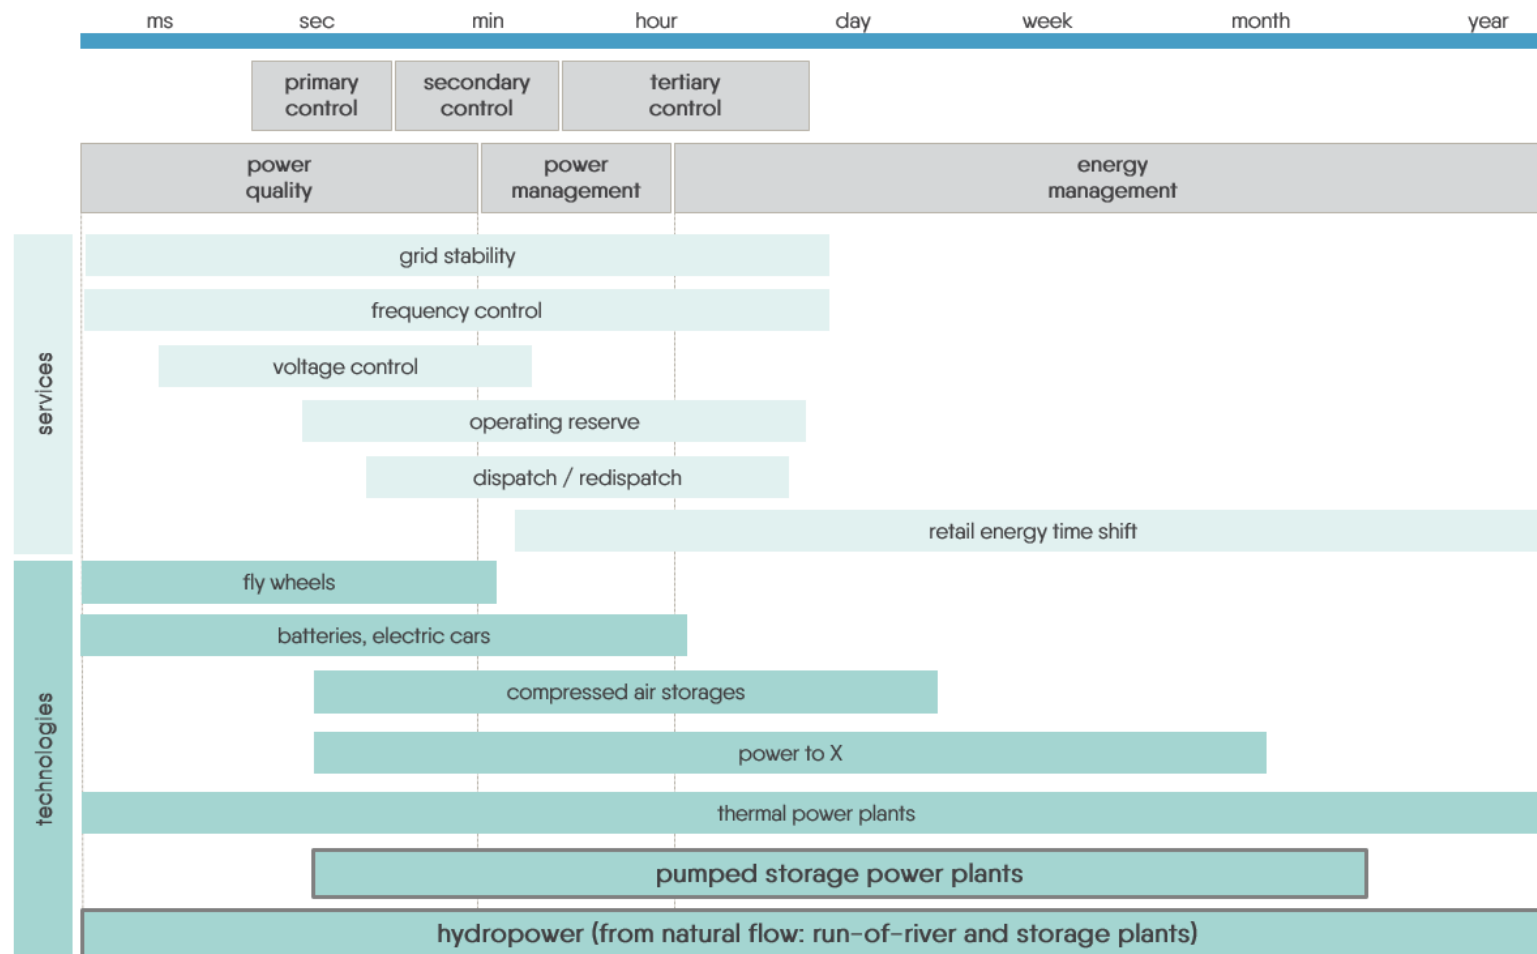 ms sec min hour day week month year
primary
control
secondary
control
tertiary
control
power
quality
power
management
energy
management
services
grid stability
frequency control
voltage control
operating reserve
dispatch / redispatch
retail energy time shift
technologies
fly wheels
batteries, electric cars
compressed air storages
power to X
thermal power plants
pumped storage power plants
hydropower (from natural flow: run-of-river and storage plants)